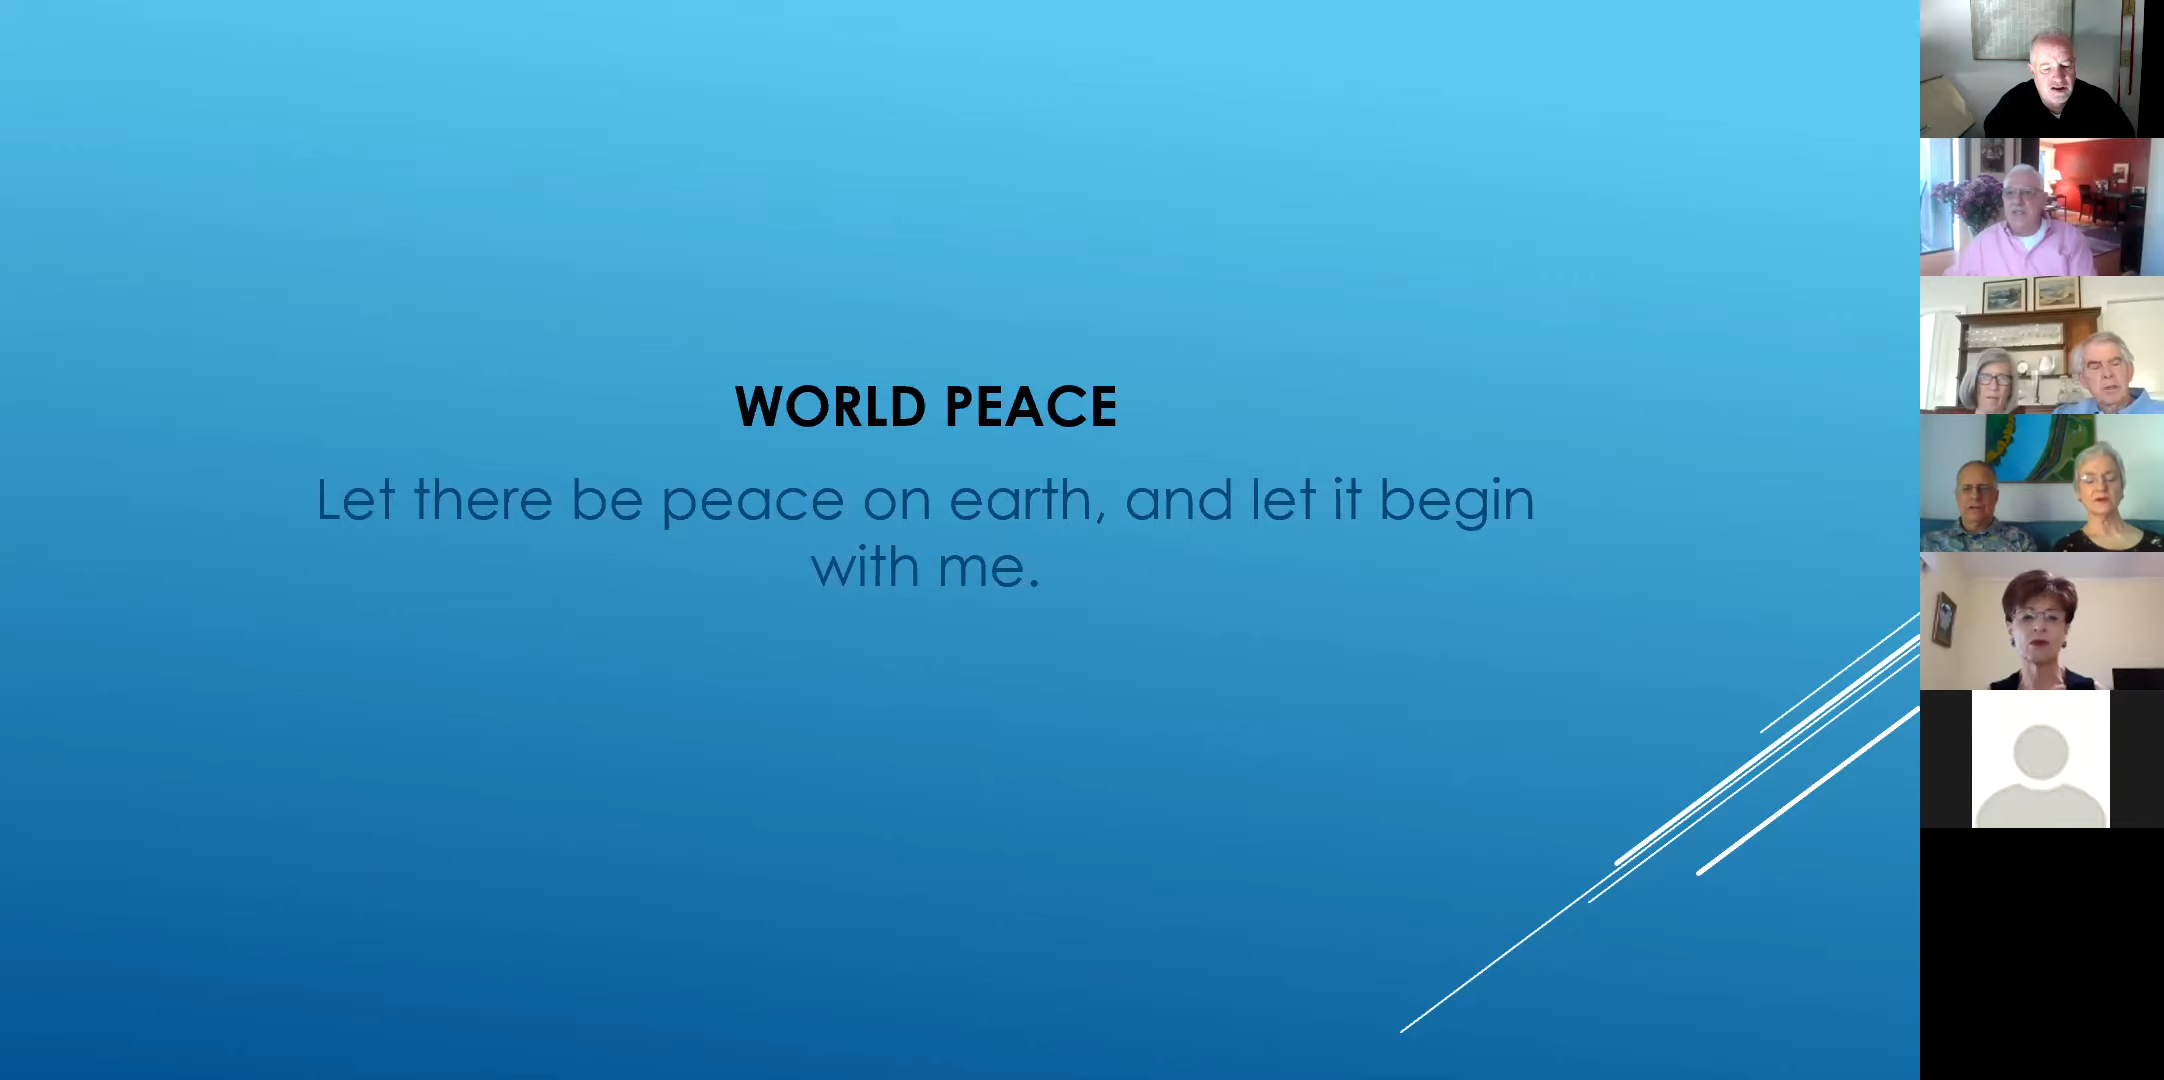 WORLD PEACE
Let there be peace on earth, and let it begin
with me.